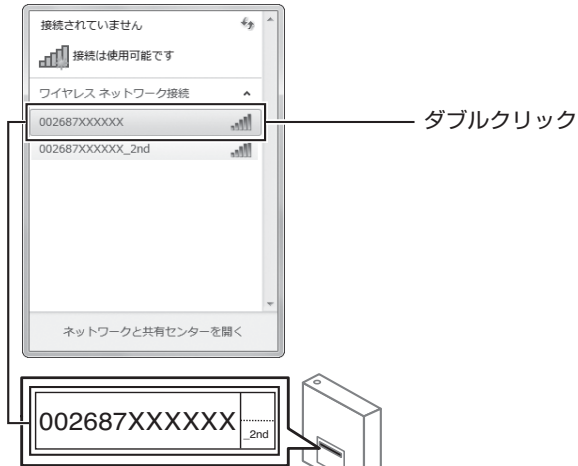 接続されていません
接続は使用可能です
ワイヤレス ネットワーク接続
002687XXXXXX
ダブルクリック
002687XXXXXX_2nd
ネットワークと共有センターを開く
002687XXXXXX
_2nd